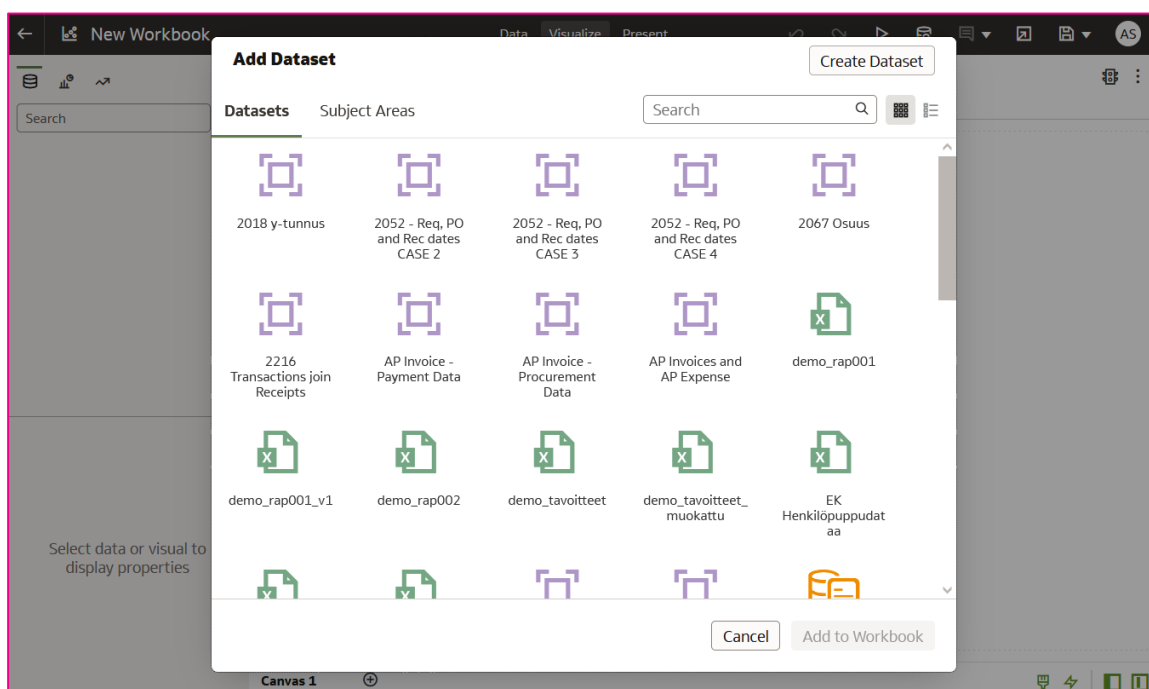 New Workbook
Data Visualize Present
AS
Add Dataset
Create Dataset
Search
Datasets Subject Areas
Search
2018 y-tunnus
2052 - Req, PO
and Rec dates
CASE 2
2052 - Req, PO
and Rec dates
CASE 3
2052 - Req, PO
and Rec dates
CASE 4
2067 Osuus
2216
Transactions join
Receipts
AP Invoice -
Payment Data
AP Invoice -
Procurement
Data
AP Invoices and
AP Expense
demo_rap001
demo_rap001_v1
demo_rap002
demo_tavoitteet
demo_tavoitteet_
muokattu
EK
Henkilöpuppudat
aa
Select data or visual to
display properties
Cancel
Add to Workbook
Canvas 1